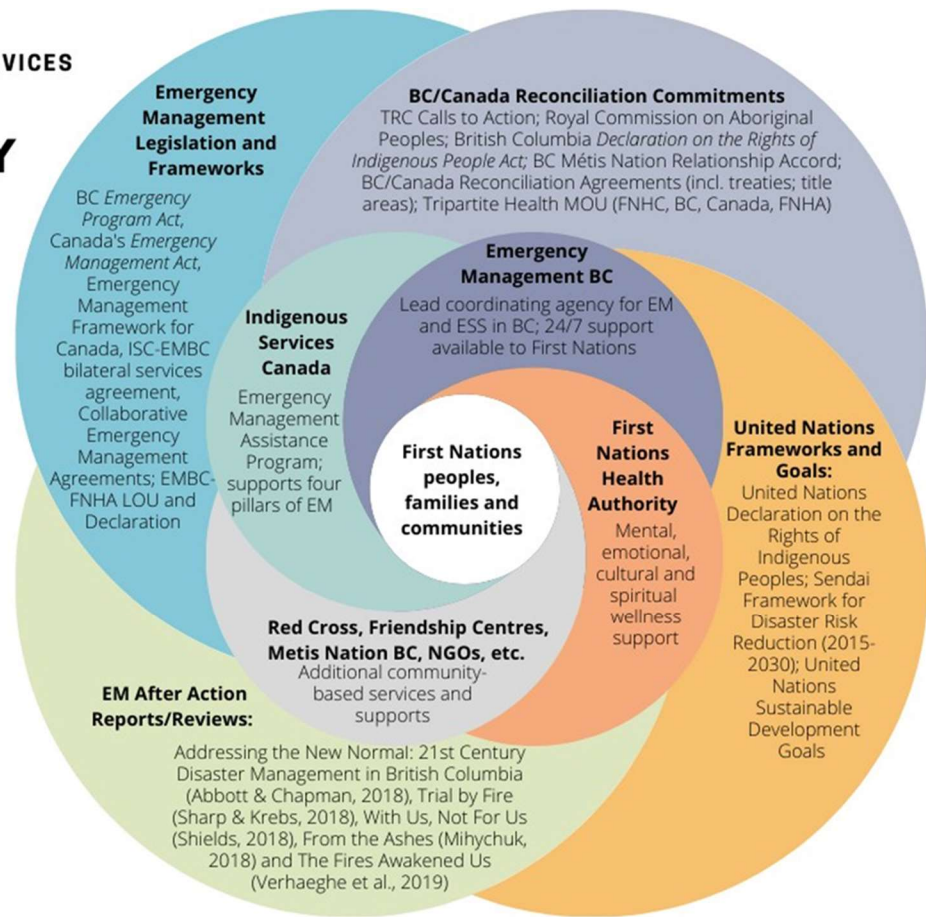 VICES
Y
Emergency
Management
Legislation and
Frameworks
BC Emergency
Program Act,
Canada's Emergency
Management Act,
Emergency
Management
Framework for
Canada, ISC-EMBC
bilateral services
agreement,
Collaborative
Emergency
Management
Agreements; EMBC-
FNHA LOU and
Declaration
BC/Canada Reconciliation Commitments
TRC Calls to Action; Royal Commission on Aboriginal
Peoples; British Columbia Declaration on the Rights of
Indigenous People Act; BC Métis Nation Relationship Accord;
BC/Canada Reconciliation Agreements (incl. treaties; title
areas); Tripartite Health MOU (FNHC, BC, Canada, FNHA)
Emergency
Management BC
Lead coordinating agency for EM
and ESS in BC; 24/7 support
available to First Nations
Indigenous
Services
Canada
Emergency
Management
Assistance
Program;
supports four
pillars of EM
First Nations
peoples,
families and
communities
First
Nations
Health
Authority
Mental,
emotional,
cultural and
spiritual
wellness
support
United Nations
Frameworks and
Goals:
United Nations
Declaration on the
Rights of
Indigenous
Peoples; Sendai
Framework for
Disaster Risk
Reduction (2015-
2030); United
Nations
Sustainable
Development
Goals
Red Cross, Friendship Centres,
Metis Nation BC, NGOs, etc.
Additional community-
based services and
supports
EM After Action
Reports/Reviews:
Addressing the New Normal: 21st Century
Disaster Management in British Columbia
(Abbott & Chapman, 2018), Trial by Fire
(Sharp & Krebs, 2018), With Us, Not For Us
(Shields, 2018), From the Ashes (Mihychuk,
2018) and The Fires Awakened Us
(Verhaeghe et al., 2019)